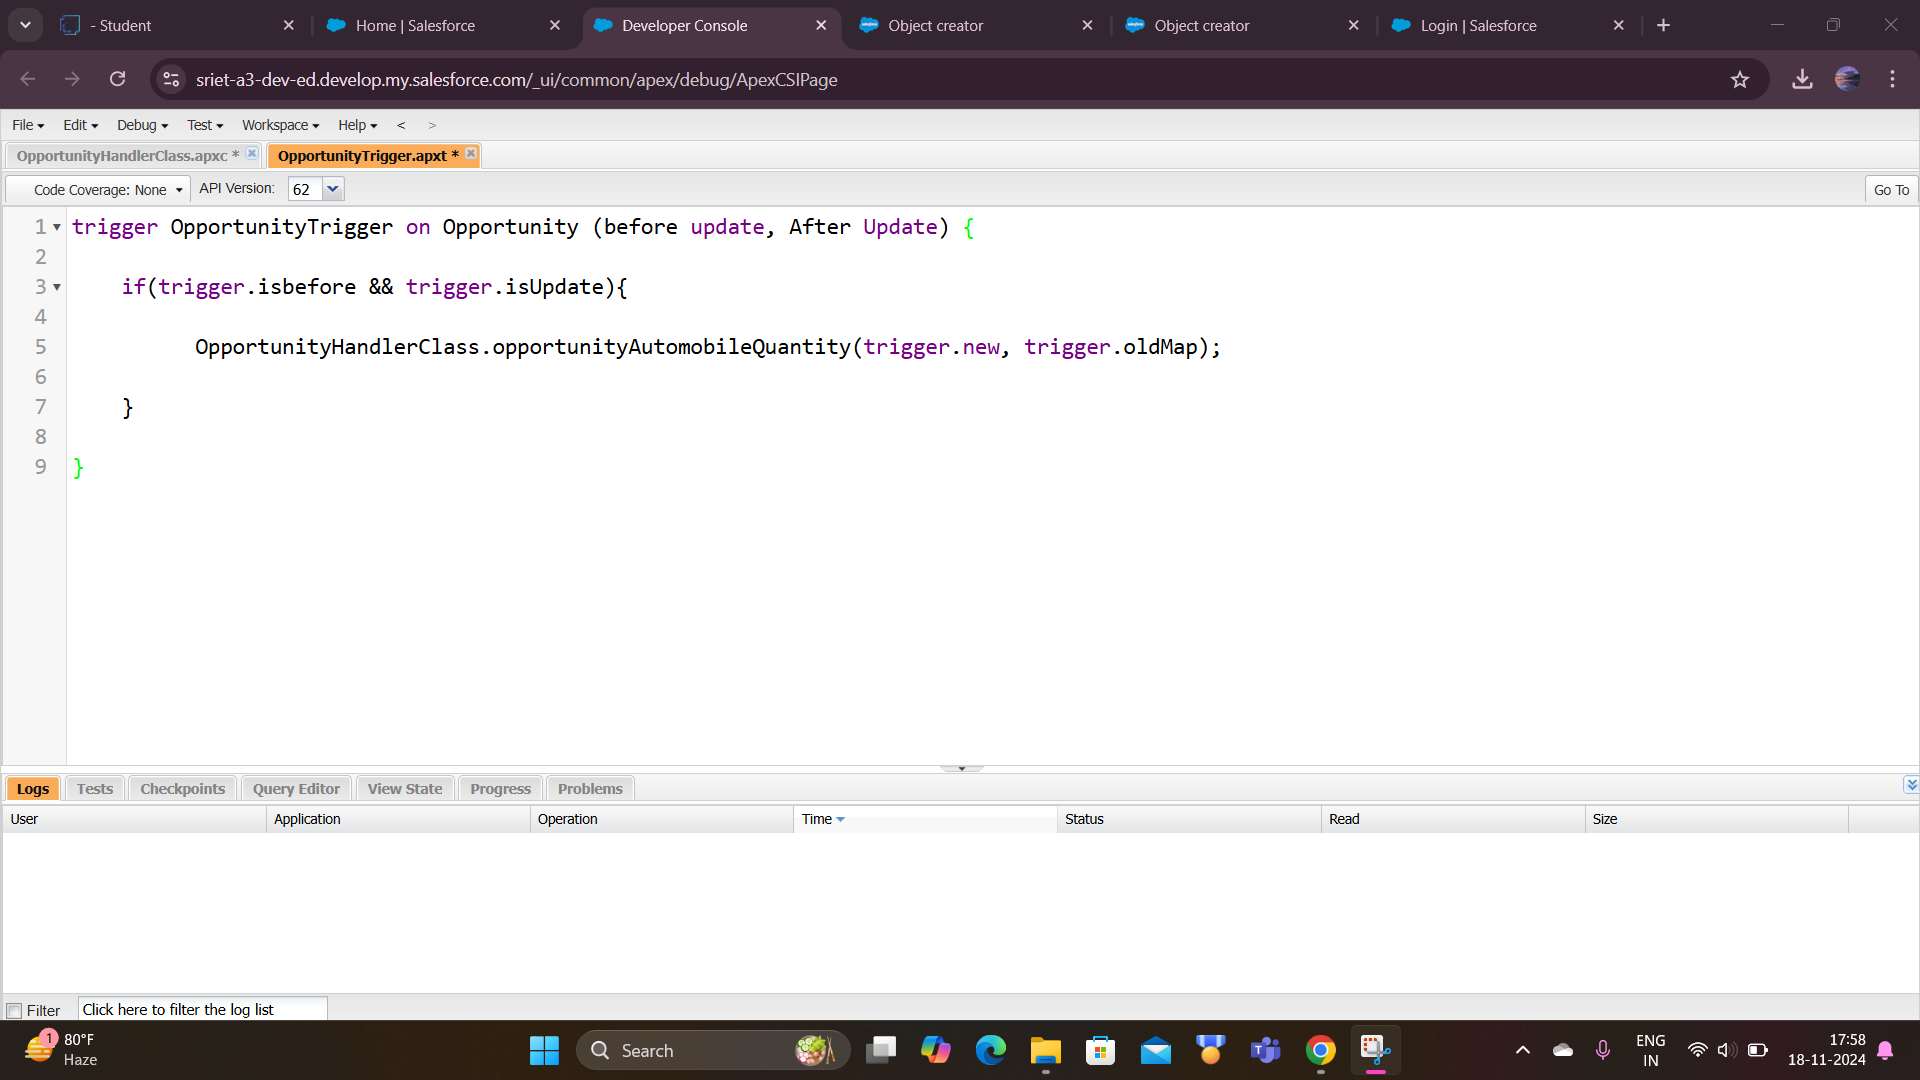 - Student
Home | Salesforce
Developer Console
Object creator
Object creator
Login | Salesforce
sriet-a3-dev-ed.develop.my.salesforce.com/_ui/common/apex/debug/ApexCSIPage
File Edit Debug Test Workspace Help < >
OpportunityHandlerClass.apxc * OpportunityTrigger.apxt *
Code Coverage: None API Version: 62 Go To
1 trigger OpportunityTrigger on Opportunity (before update, After Update) {
2
3 if(trigger.isbefore && trigger.isUpdate){
4
5 OpportunityHandlerClass.opportunityAutomobileQuantity(trigger.new, trigger.oldMap);
6
7 }
8
9 }
Logs Tests Checkpoints Query Editor View State Progress Problems
User Application Operation Time Status Read Size
Filter Click here to filter the log list
1 80°F
Haze
Search
ENG
IN
17:58
18-11-2024